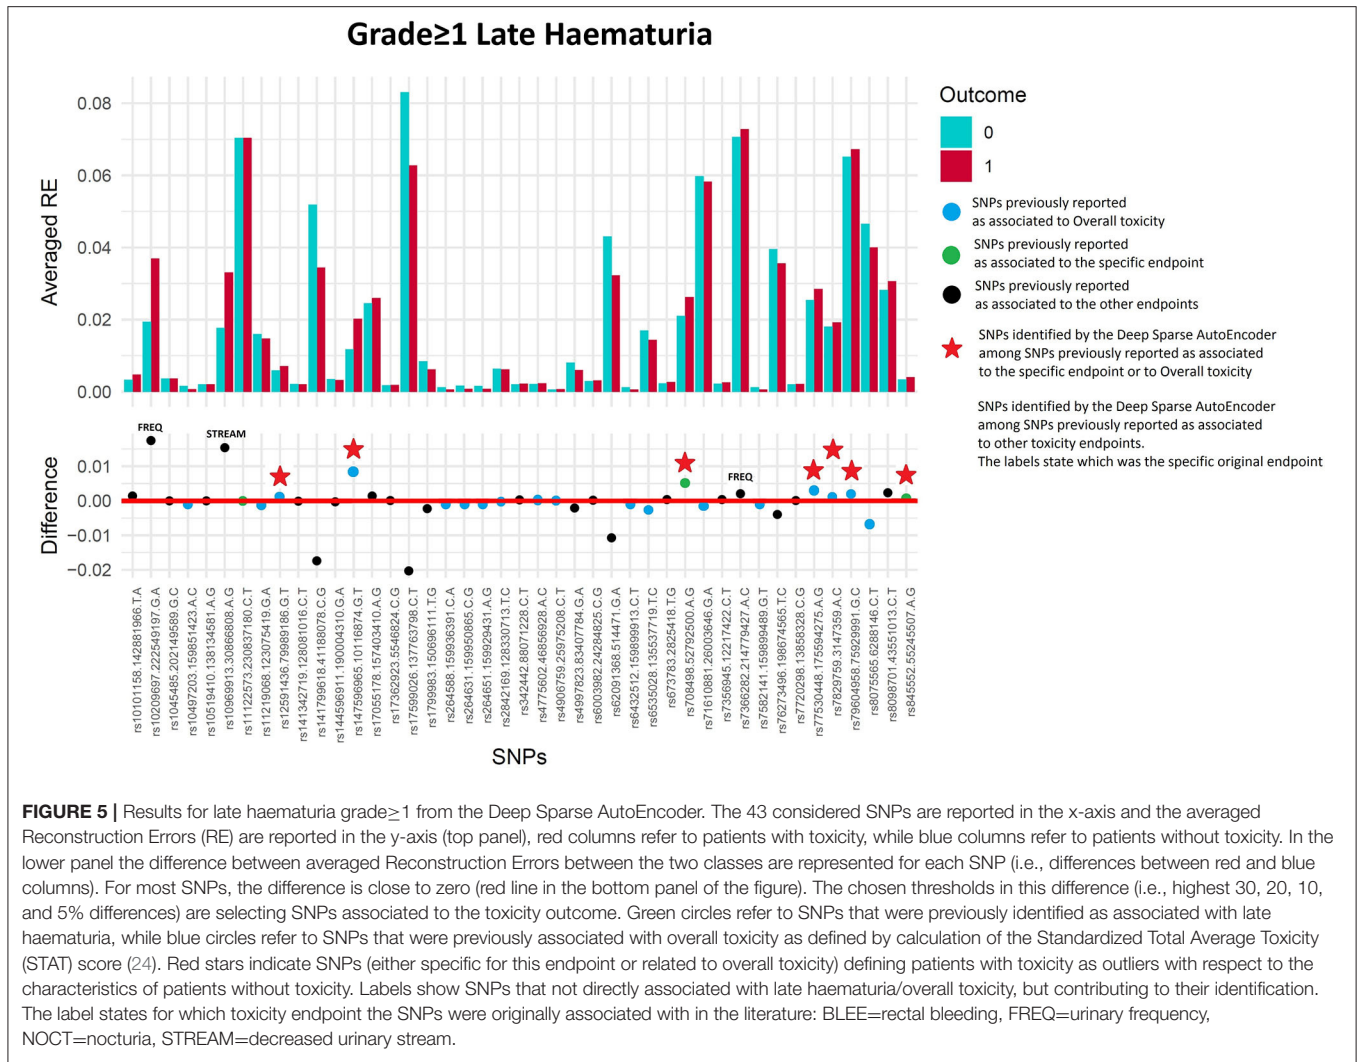 Grade≥1 Late Haematuria
Averaged RE
0.08
0.06
0.04
0.02
0.00
Outcome
0
1
SNPs previously reported
as associated to Overall toxicity
SNPs previously reported
as associated to the specific endpoint
SNPs previously reported
as associated to the other endpoints
SNPs identified by the Deep Sparse AutoEncoder
among SNPs previously reported as associated
to the specific endpoint or to Overall toxicity
SNPs identified by the Deep Sparse AutoEncoder
among SNPs previously reported as associated
to other toxicity endpoints.
The labels state which was the specific original endpoint
Difference
0.01
0.00
−0.01
−0.02
FREQ
STREAM
FREQ
rs10101158.142881966.T.A
rs10209697.222549197.G.A
rs1045485.202149589.G.C
rs10497203.159851423.A.C
rs10519410.138134581.A.G
rs10969913.30866808.A.G
rs11122573.230837180.C.T
rs11219068.123075419.G.A
rs12591436.79989186.G.T
rs141342719.128081016.C.T
rs141799618.41188078.C.G
rs144596911.190004310.G.A
rs147596965.10116874.G.T
rs17055178.157403410.A.G
rs17362923.5546824.C.G
rs17599026.137763798.C.T
rs1799983.150696111.T.G
rs264588.159936391.C.A
rs264631.159950865.C.G
rs264651.159929431.A.G
rs2842169.128330713.T.C
rs342442.88071228.C.T
rs4775602.46856928.A.C
rs4906759.25975208.C.T
rs4997823.83407784.G.A
rs6003982.24284825.C.G
rs62091368.514471.G.A
rs6432512.159899913.C.T
rs6535028.135537719.T.C
rs673783.2825418.T.G
rs708498.52792500.A.G
rs71610881.26003646.G.A
rs7356945.12217422.C.T
rs7366282.214779427.A.C
rs7582141.159899489.G.T
rs76273496.198674565.T.C
rs7720298.13858328.C.G
rs77530448.175594275.A.G
rs7829759.3147359.A.C
rs79604958.75929991.G.C
rs8075565.6288146.C.T
rs8098701.43551013.C.T
rs845552.55245507.A.G
SNPs
FIGURE 5 | Results for late haematuria grade≥1 from the Deep Sparse AutoEncoder. The 43 considered SNPs are reported in the x-axis and the averaged
Reconstruction Errors (RE) are reported in the y-axis (top panel), red columns refer to patients with toxicity, while blue columns refer to patients without toxicity. In the
lower panel the difference between averaged Reconstruction Errors between the two classes are represented for each SNP (i.e., differences between red and blue
columns). For most SNPs, the difference is close to zero (red line in the bottom panel of the figure). The chosen thresholds in this difference (i.e., highest 30, 20, 10,
and 5% differences) are selecting SNPs associated to the toxicity outcome. Green circles refer to SNPs that were previously identified as associated with late
haematuria, while blue circles refer to SNPs that were previously associated with overall toxicity as defined by calculation of the Standardized Total Average Toxicity
(STAT) score (24). Red stars indicate SNPs (either specific for this endpoint or related to overall toxicity) defining patients with toxicity as outliers with respect to the
characteristics of patients without toxicity. Labels show SNPs that not directly associated with late haematuria/overall toxicity, but contributing to their identification.
The label states for which toxicity endpoint the SNPs were originally associated with in the literature: BLEE=rectal bleeding, FREQ=urinary frequency,
NOCT=nocturia, STREAM=decreased urinary stream.